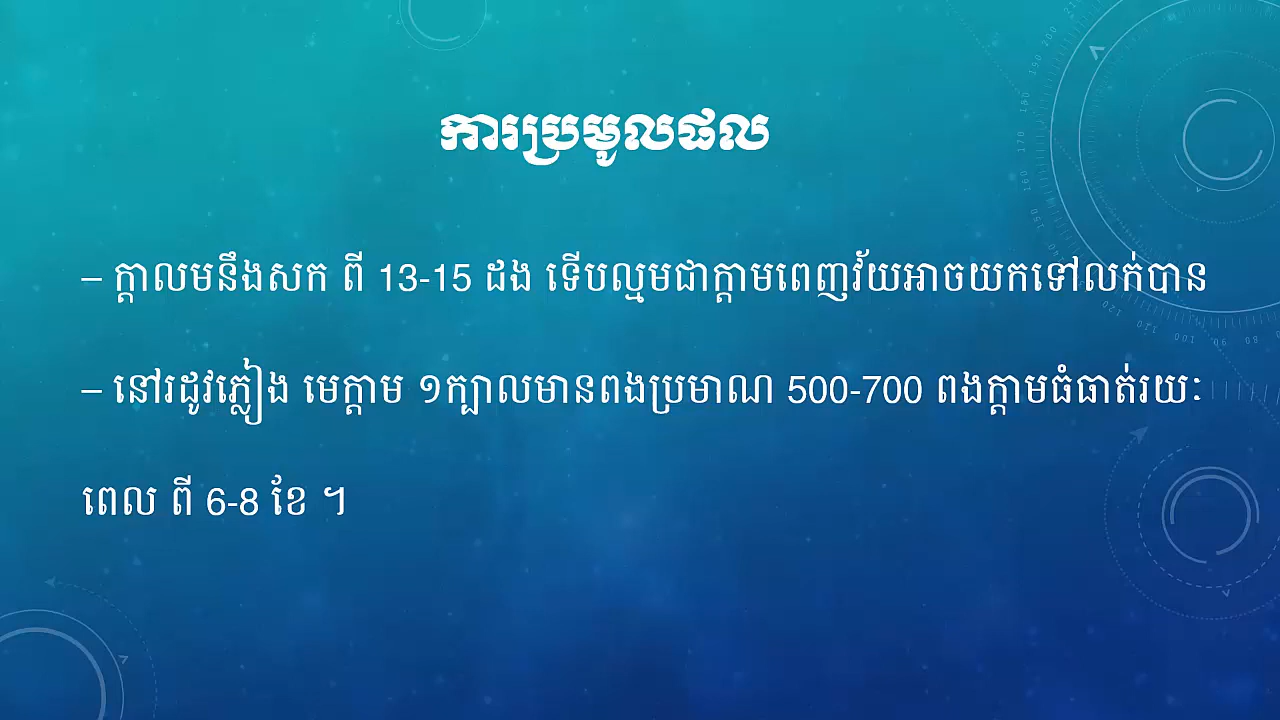 ការប្រមូលផល
– ក្តាលមនឹងសក ពី 13-15 ដង ទើបល្មមជាក្តាមពេញវ័យអាចយកទៅលក់បាន
– នៅរដូវភ្លៀង មេក្តាម ១ក្បាលមានពងប្រមាណ 500-700 ពងក្តាមធំធាត់រយៈ
ពេល ពី 6-8 ខែ ។